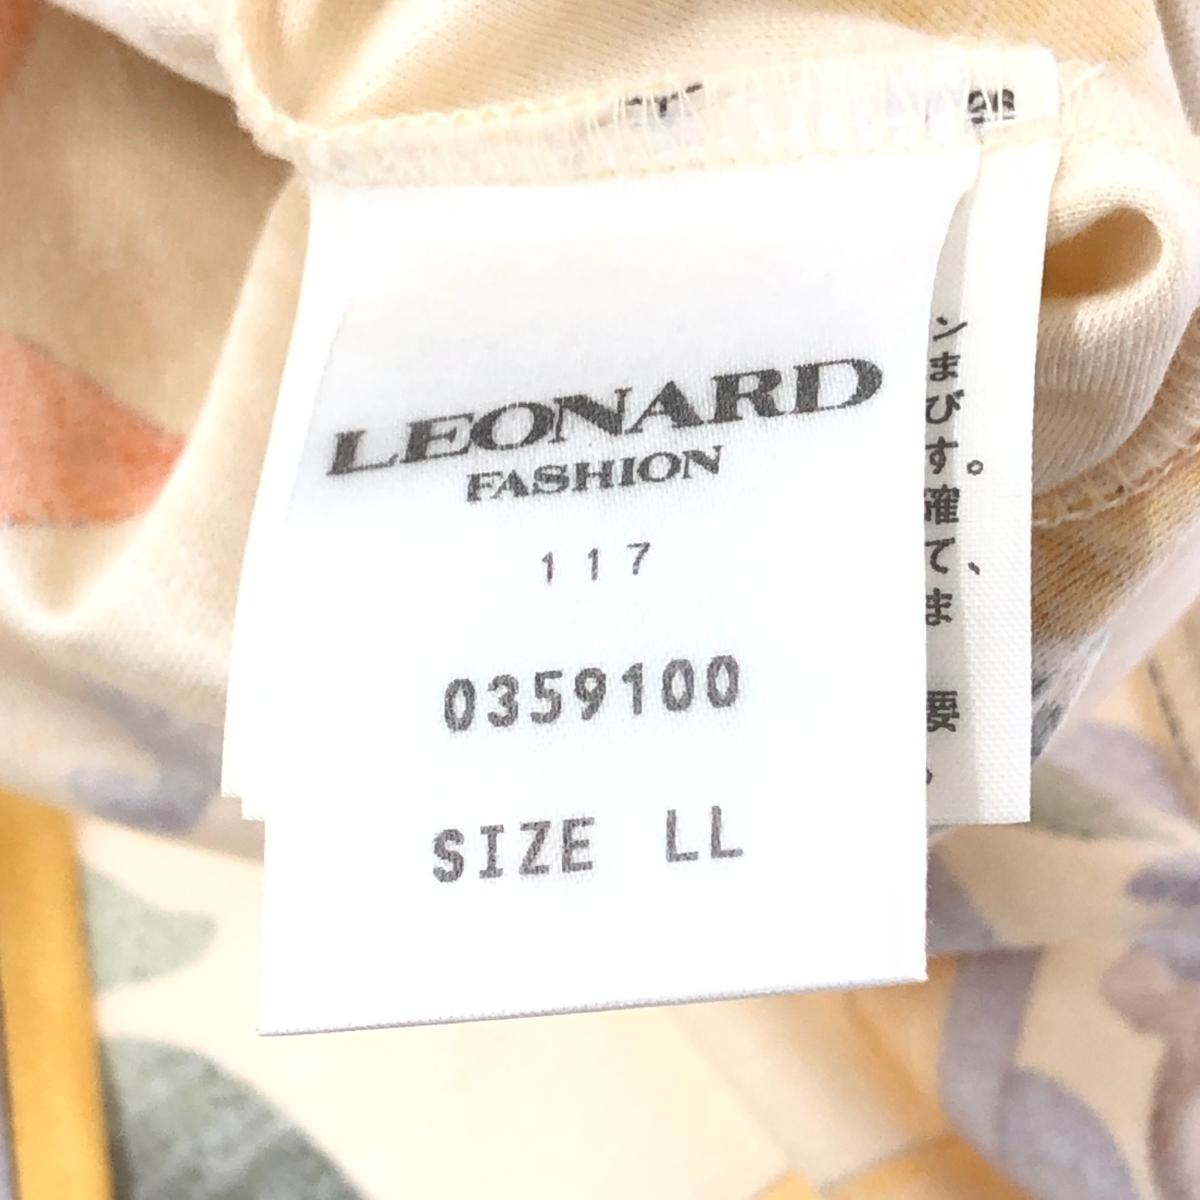 LEONARD
FASHION
117
0359100
SIZE LL
ン
ま
び
す。
確
て、
ま
要